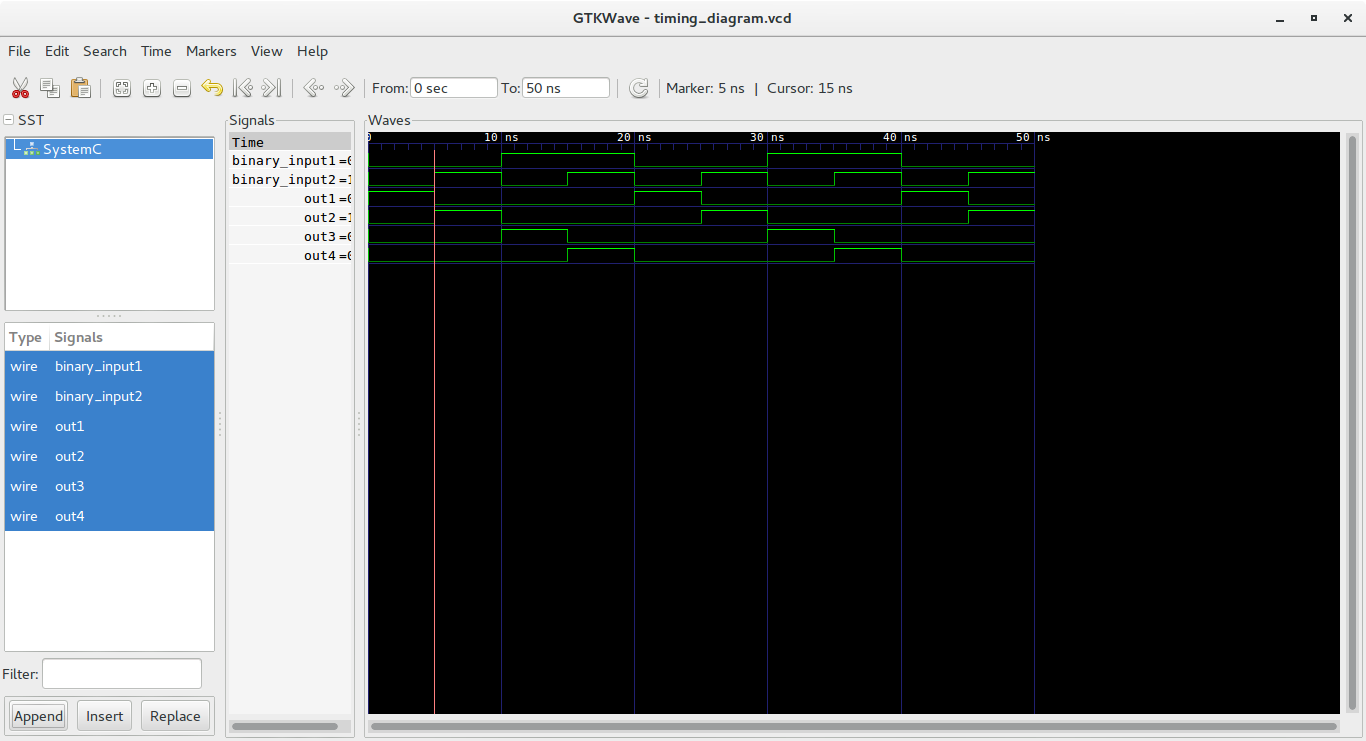 GTKWave - timing_diagram.vcd
File Edit Search Time Markers View Help
From: 0 sec To: 50 ns Marker: 5 ns | Cursor: 15 ns
SST
SystemC
Type Signals
wire binary_input1
wire binary_input2
wire out1
wire out2
wire out3
wire out4
Filter:
Append Insert Replace
Signals
Time
binary_input1=0
binary_input2=1
out1=0
out2=1
out3=0
out4=0
Waves
0 10 ns 20 ns 30 ns 40 ns 50 ns